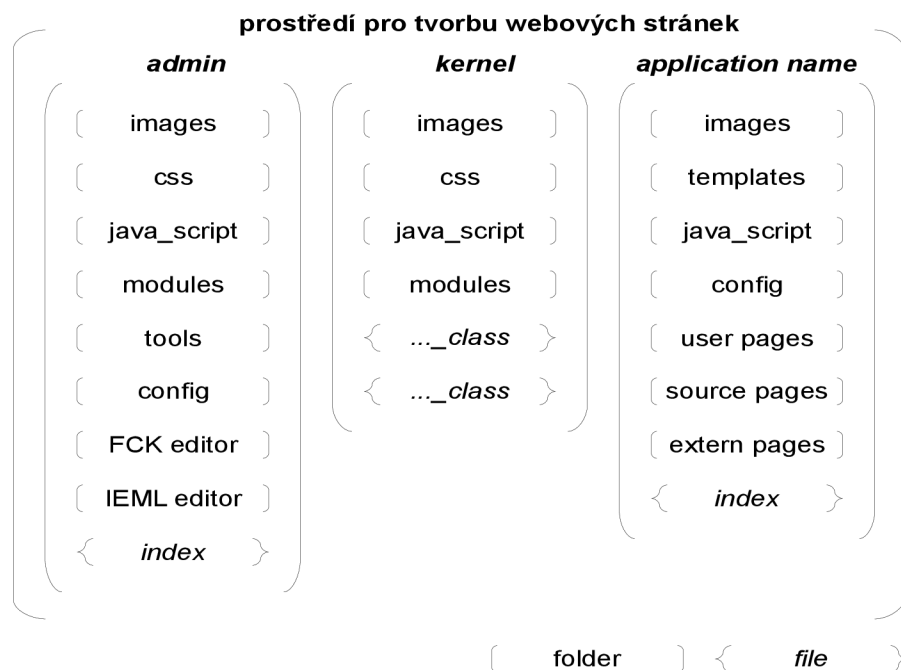 prostředí pro tvorbu webových stránek
admin
images
css
java_script
modules
tools
config
FCK editor
IEML editor
index
kernel
images
css
java_script
modules
..._class
..._class
application name
images
templates
java_script
config
user pages
source pages
extern pages
index
folder
file